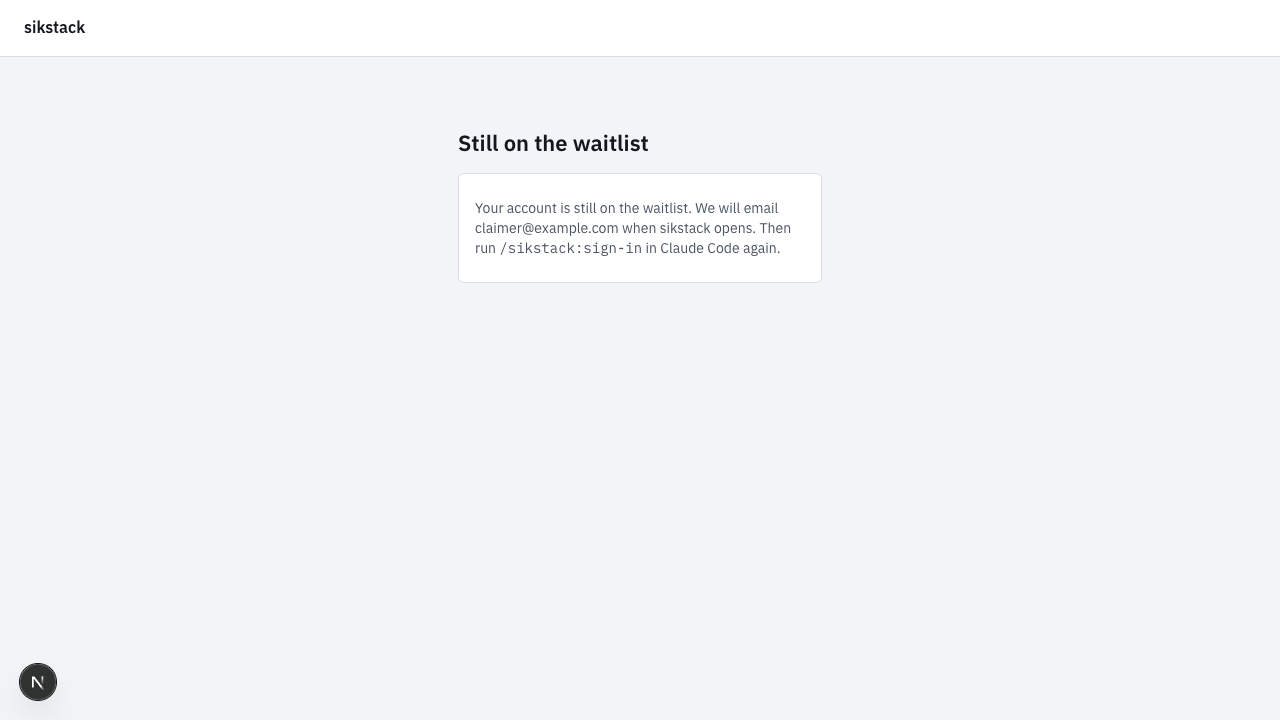 sikstack
Still on the waitlist
Your account is still on the waitlist. We will email
claimer@example.com when sikstack opens. Then
run /sikstack:sign-in in Claude Code again.
N